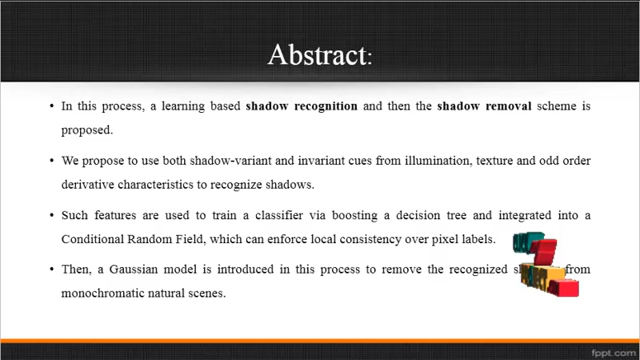 Abstract:
• In this process, a learning based shadow recognition and then the shadow removal scheme is
proposed.
• We propose to use both shadow-variant and invariant cues from illumination, texture and odd order
derivative characteristics to recognize shadows.
• Such features are used to train a classifier via boosting a decision tree and integrated into a
Conditional Random Field, which can enforce local consistency over pixel labels.
• Then, a Gaussian model is introduced in this process to remove the recognized from
monochromatic natural scenes.
fppt.com